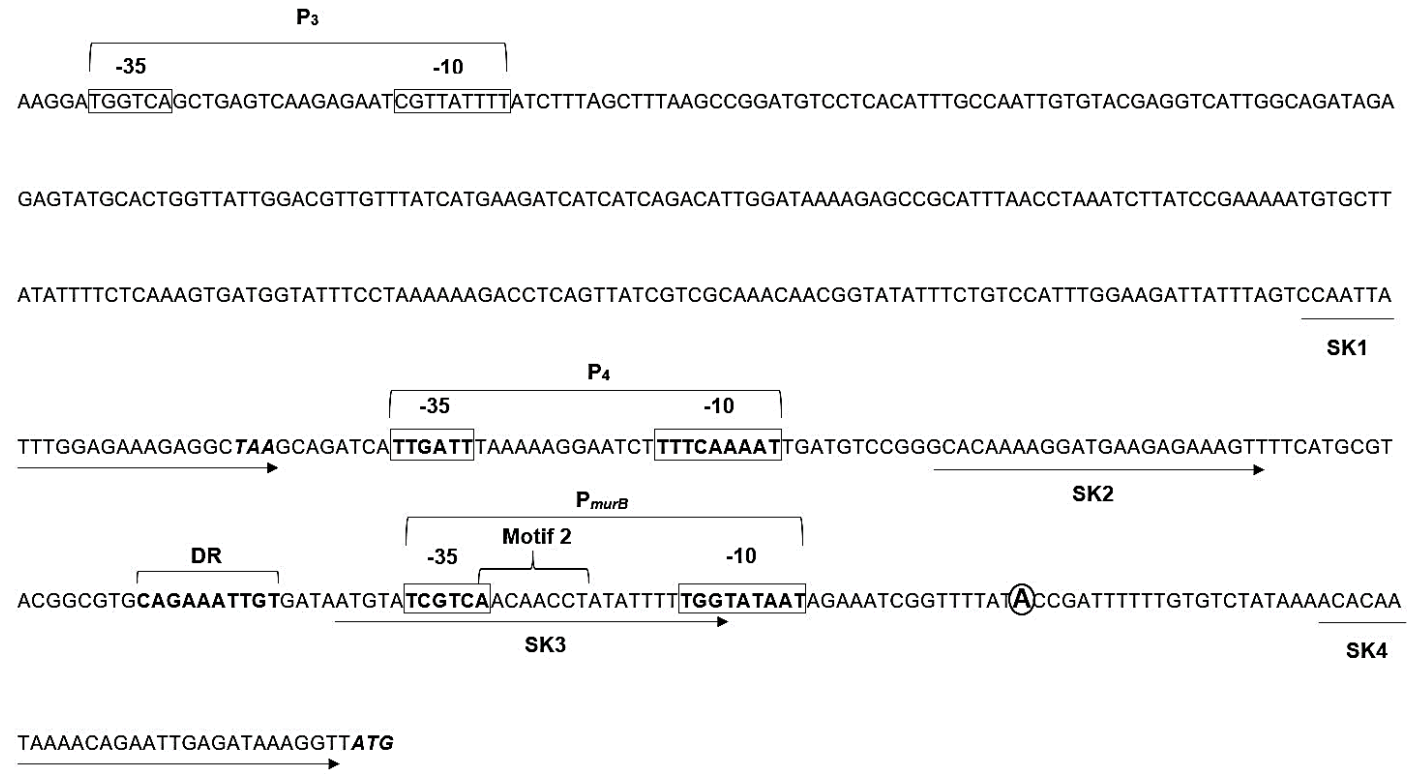 P3
-35 -10
AAGGATGGTCAGCTGAGTCAAGAGAATCGTTATTTTATCTTTAGCTTTAAGCCGGATGTCCTCACATTTGCCAATTGTGTACGAGGTCATTGGCAGATAGA
GAGTATGCACTGGTTATTGGACGTTGTTTATCATGAAGATCATCATCAGACATTGGATAAAAGAGCCGCATTTAACCTAAATCTTATCCGAAAAATGTGCTT
ATATTTTCTCAAAGTGATGGTATTTCCTAAAAAAGACCTCAGTTATCGTCGCAAACAACGGTATATTTCTGTCCATTTGGAAGATTATTTAGTCCAATTA
SK1
P4
-35 -10
TTTGGAGAAAGAGGCTAAGCAGATCATTGATTTAAAAAGGAATCTTTTCAAAATTGATGTCCGGGCACAAAAGGATGAAGAGAAAGTTTTCATGCGT
SK2
PmurB
DR -35 Motif 2 -10
ACGGCGTGCAGAAATTGTGATAATGTATCGTCAACAACCTATATTTTTGGTATAATAGAAATCGGTTTTATACCGATTTTTTGTGTCTATAAAACACAA
SK3 SK4
TAAAACAGAATTGAGATAAAGGTTATG